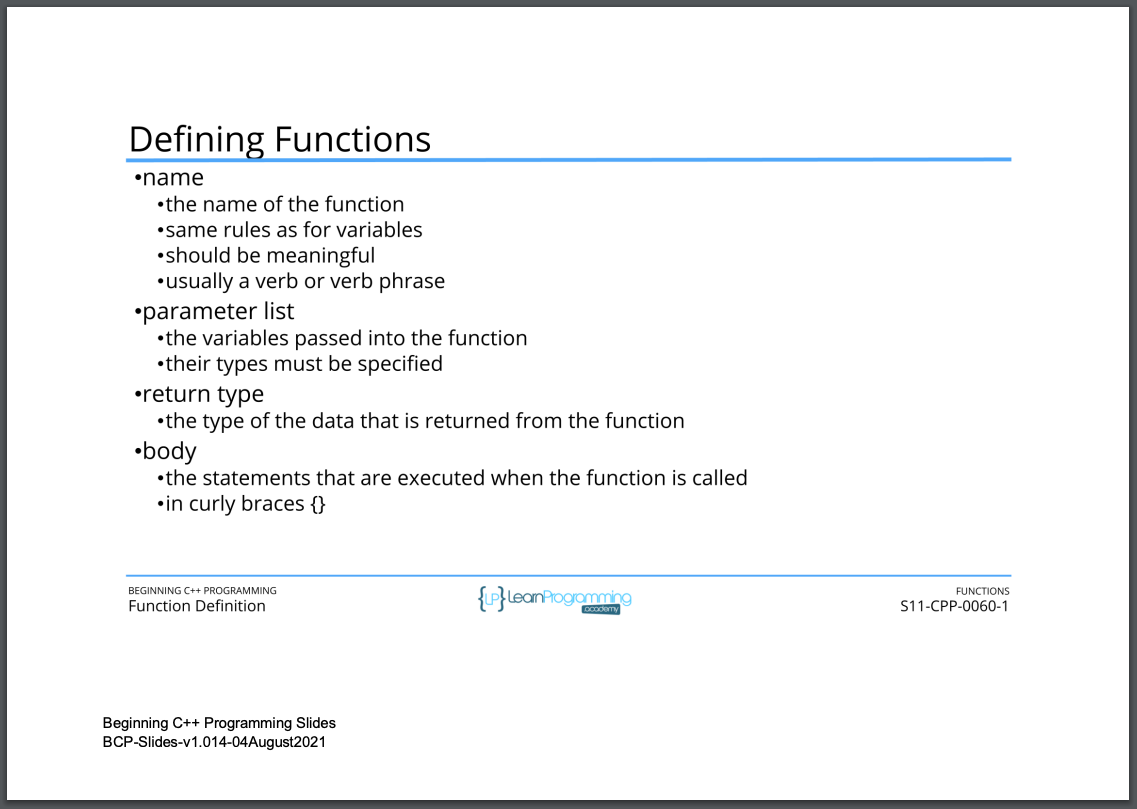 Defining Functions
•name
•the name of the function
•same rules as for variables
•should be meaningful
•usually a verb or verb phrase
•parameter list
•the variables passed into the function
•their types must be specified
•return type
•the type of the data that is returned from the function
•body
•the statements that are executed when the function is called
•in curly braces {}
BEGINNING C++ PROGRAMMING
Function Definition
{LP} LearnProgramming
academy
FUNCTIONS
S11-CPP-0060-1
Beginning C++ Programming Slides
BCP-Slides-v1.014-04August2021